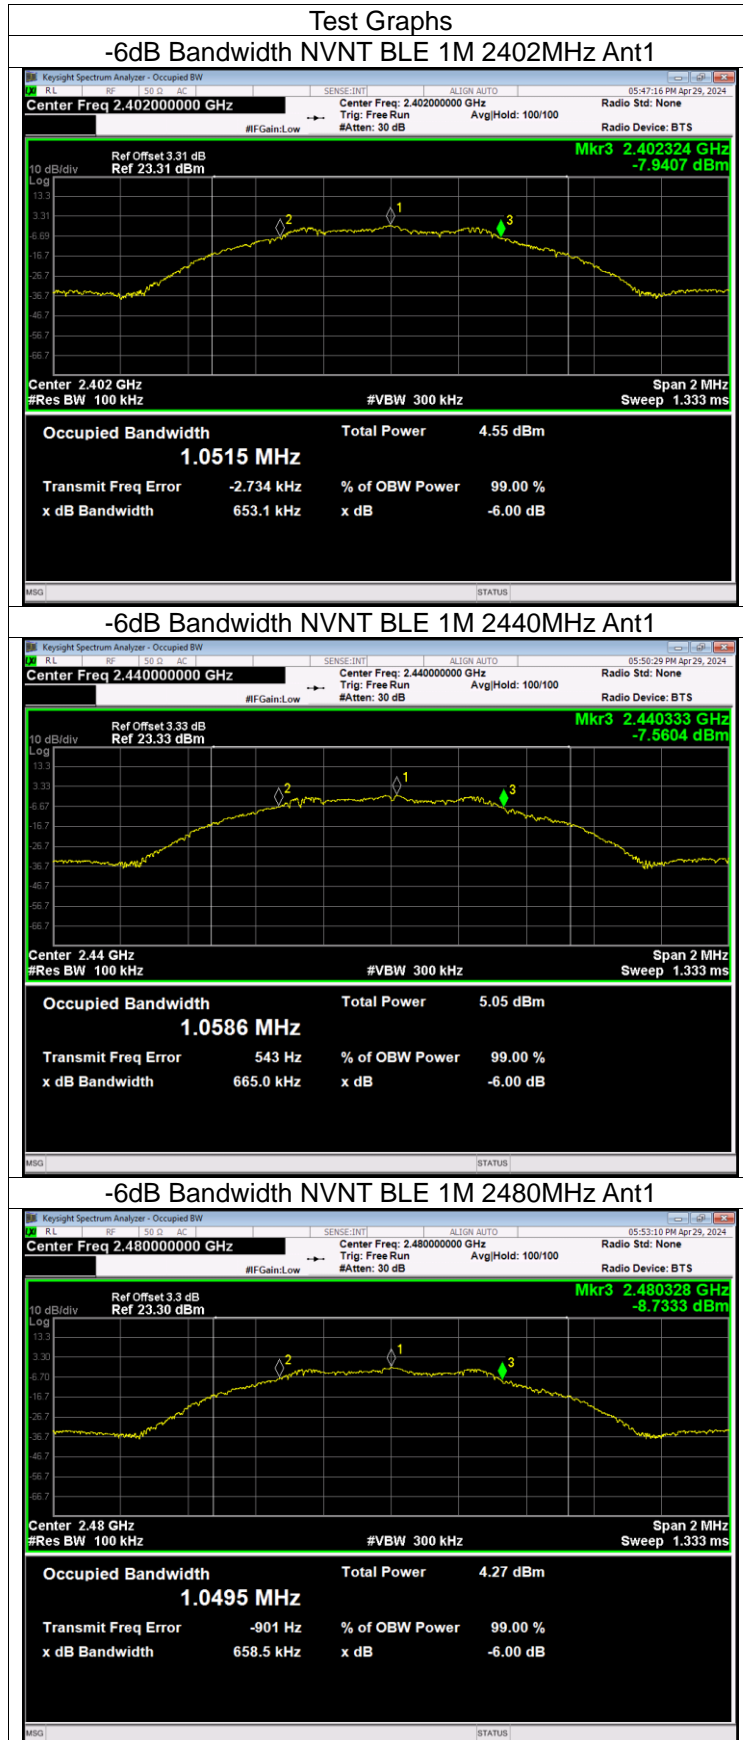 Test Graphs
-6dB Bandwidth NVNT BLE 1M 2402MHz Ant1
Keysight Spectrum Analyzer - Occupied BW
RL RF 50 Ω AC SENSE:INT ALIGN AUTO 05:47:16 PM Apr 29, 2024
Center Freq 2.402000000 GHz Center Freq: 2.402000000 GHz Radio Std: None
Trig: Free Run Avg|Hold: 100/100
#IFGain:Low #Atten: 30 dB Radio Device: BTS
Mkr3 2.402324 GHz
-7.9407 dBm
Ref Offset 3.31 dB
10 dB/div Ref 23.31 dBm
Log
13.3
3.31
-6.69
-16.7
-26.7
-36.7
-46.7
-56.7
-66.7
2 1 3
Center 2.402 GHz Span 2 MHz
#Res BW 100 kHz #VBW 300 kHz Sweep 1.333 ms
Occupied Bandwidth Total Power 4.55 dBm
1.0515 MHz
Transmit Freq Error -2.734 kHz % of OBW Power 99.00 %
x dB Bandwidth 653.1 kHz x dB -6.00 dB
MSG STATUS
-6dB Bandwidth NVNT BLE 1M 2440MHz Ant1
Keysight Spectrum Analyzer - Occupied BW
RL RF 50 Ω AC SENSE:INT ALIGN AUTO 05:50:29 PM Apr 29, 2024
Center Freq 2.440000000 GHz Center Freq: 2.440000000 GHz Radio Std: None
Trig: Free Run Avg|Hold: 100/100
#IFGain:Low #Atten: 30 dB Radio Device: BTS
Mkr3 2.440333 GHz
-7.5604 dBm
Ref Offset 3.33 dB
10 dB/div Ref 23.33 dBm
Log
13.3
3.33
-6.67
-16.7
-26.7
-36.7
-46.7
-56.7
-66.7
2 1 3
Center 2.44 GHz Span 2 MHz
#Res BW 100 kHz #VBW 300 kHz Sweep 1.333 ms
Occupied Bandwidth Total Power 5.05 dBm
1.0586 MHz
Transmit Freq Error 543 Hz % of OBW Power 99.00 %
x dB Bandwidth 665.0 kHz x dB -6.00 dB
MSG STATUS
-6dB Bandwidth NVNT BLE 1M 2480MHz Ant1
Keysight Spectrum Analyzer - Occupied BW
RL RF 50 Ω AC SENSE:INT ALIGN AUTO 05:53:10 PM Apr 29, 2024
Center Freq 2.480000000 GHz Center Freq: 2.480000000 GHz Radio Std: None
Trig: Free Run Avg|Hold: 100/100
#IFGain:Low #Atten: 30 dB Radio Device: BTS
Mkr3 2.480328 GHz
-8.7333 dBm
Ref Offset 3.3 dB
10 dB/div Ref 23.30 dBm
Log
13.3
3.30
-6.70
-16.7
-26.7
-36.7
-46.7
-56.7
-66.7
2 1 3
Center 2.48 GHz Span 2 MHz
#Res BW 100 kHz #VBW 300 kHz Sweep 1.333 ms
Occupied Bandwidth Total Power 4.27 dBm
1.0495 MHz
Transmit Freq Error -901 Hz % of OBW Power 99.00 %
x dB Bandwidth 658.5 kHz x dB -6.00 dB
MSG STATUS